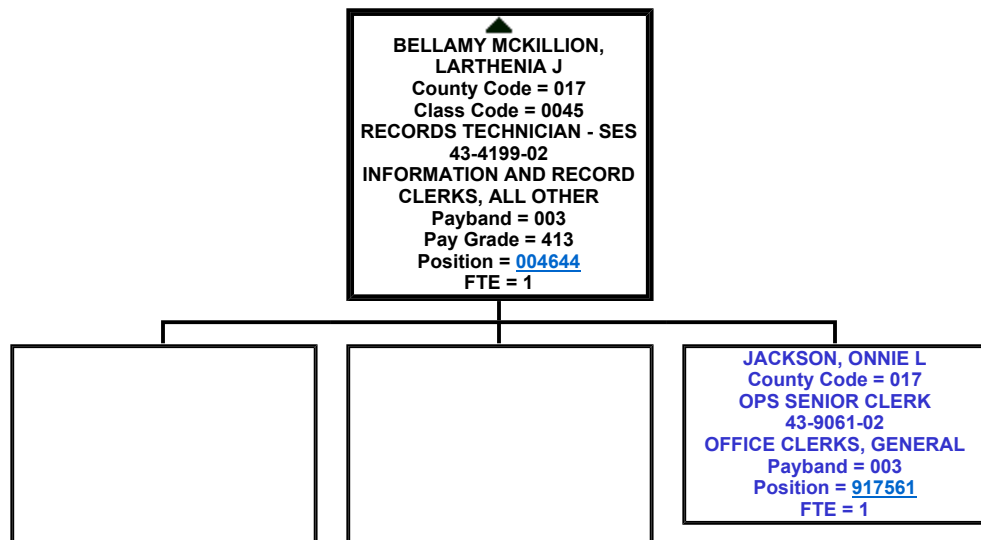 BELLAMY MCKILLION,
LARTHENIA J
County Code = 017
Class Code = 0045
RECORDS TECHNICIAN - SES
43-4199-02
INFORMATION AND RECORD
CLERKS, ALL OTHER
Payband = 003
Pay Grade = 413
Position = 004644
FTE = 1
JACKSON, ONNIE L
County Code = 017
OPS SENIOR CLERK
43-9061-02
OFFICE CLERKS, GENERAL
Payband = 003
Position = 917561
FTE = 1